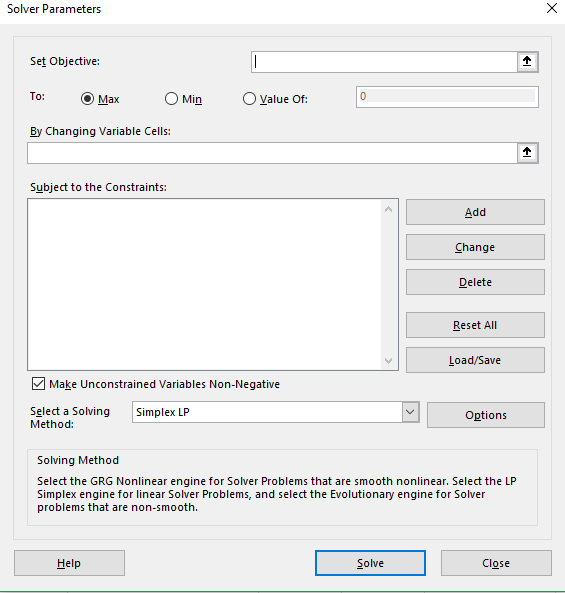 Solver Parameters
Set Objective:
To:
Max
Min
Value Of:
0
By Changing Variable Cells:
Subject to the Constraints:
Add
Change
Delete
Reset All
Load/Save
Make Unconstrained Variables Non-Negative
Select a Solving
Method:
Simplex LP
Options
Solving Method
Select the GRG Nonlinear engine for Solver Problems that are smooth nonlinear. Select the LP
Simplex engine for linear Solver Problems, and select the Evolutionary engine for Solver
problems that are non-smooth.
Help
Solve
Close